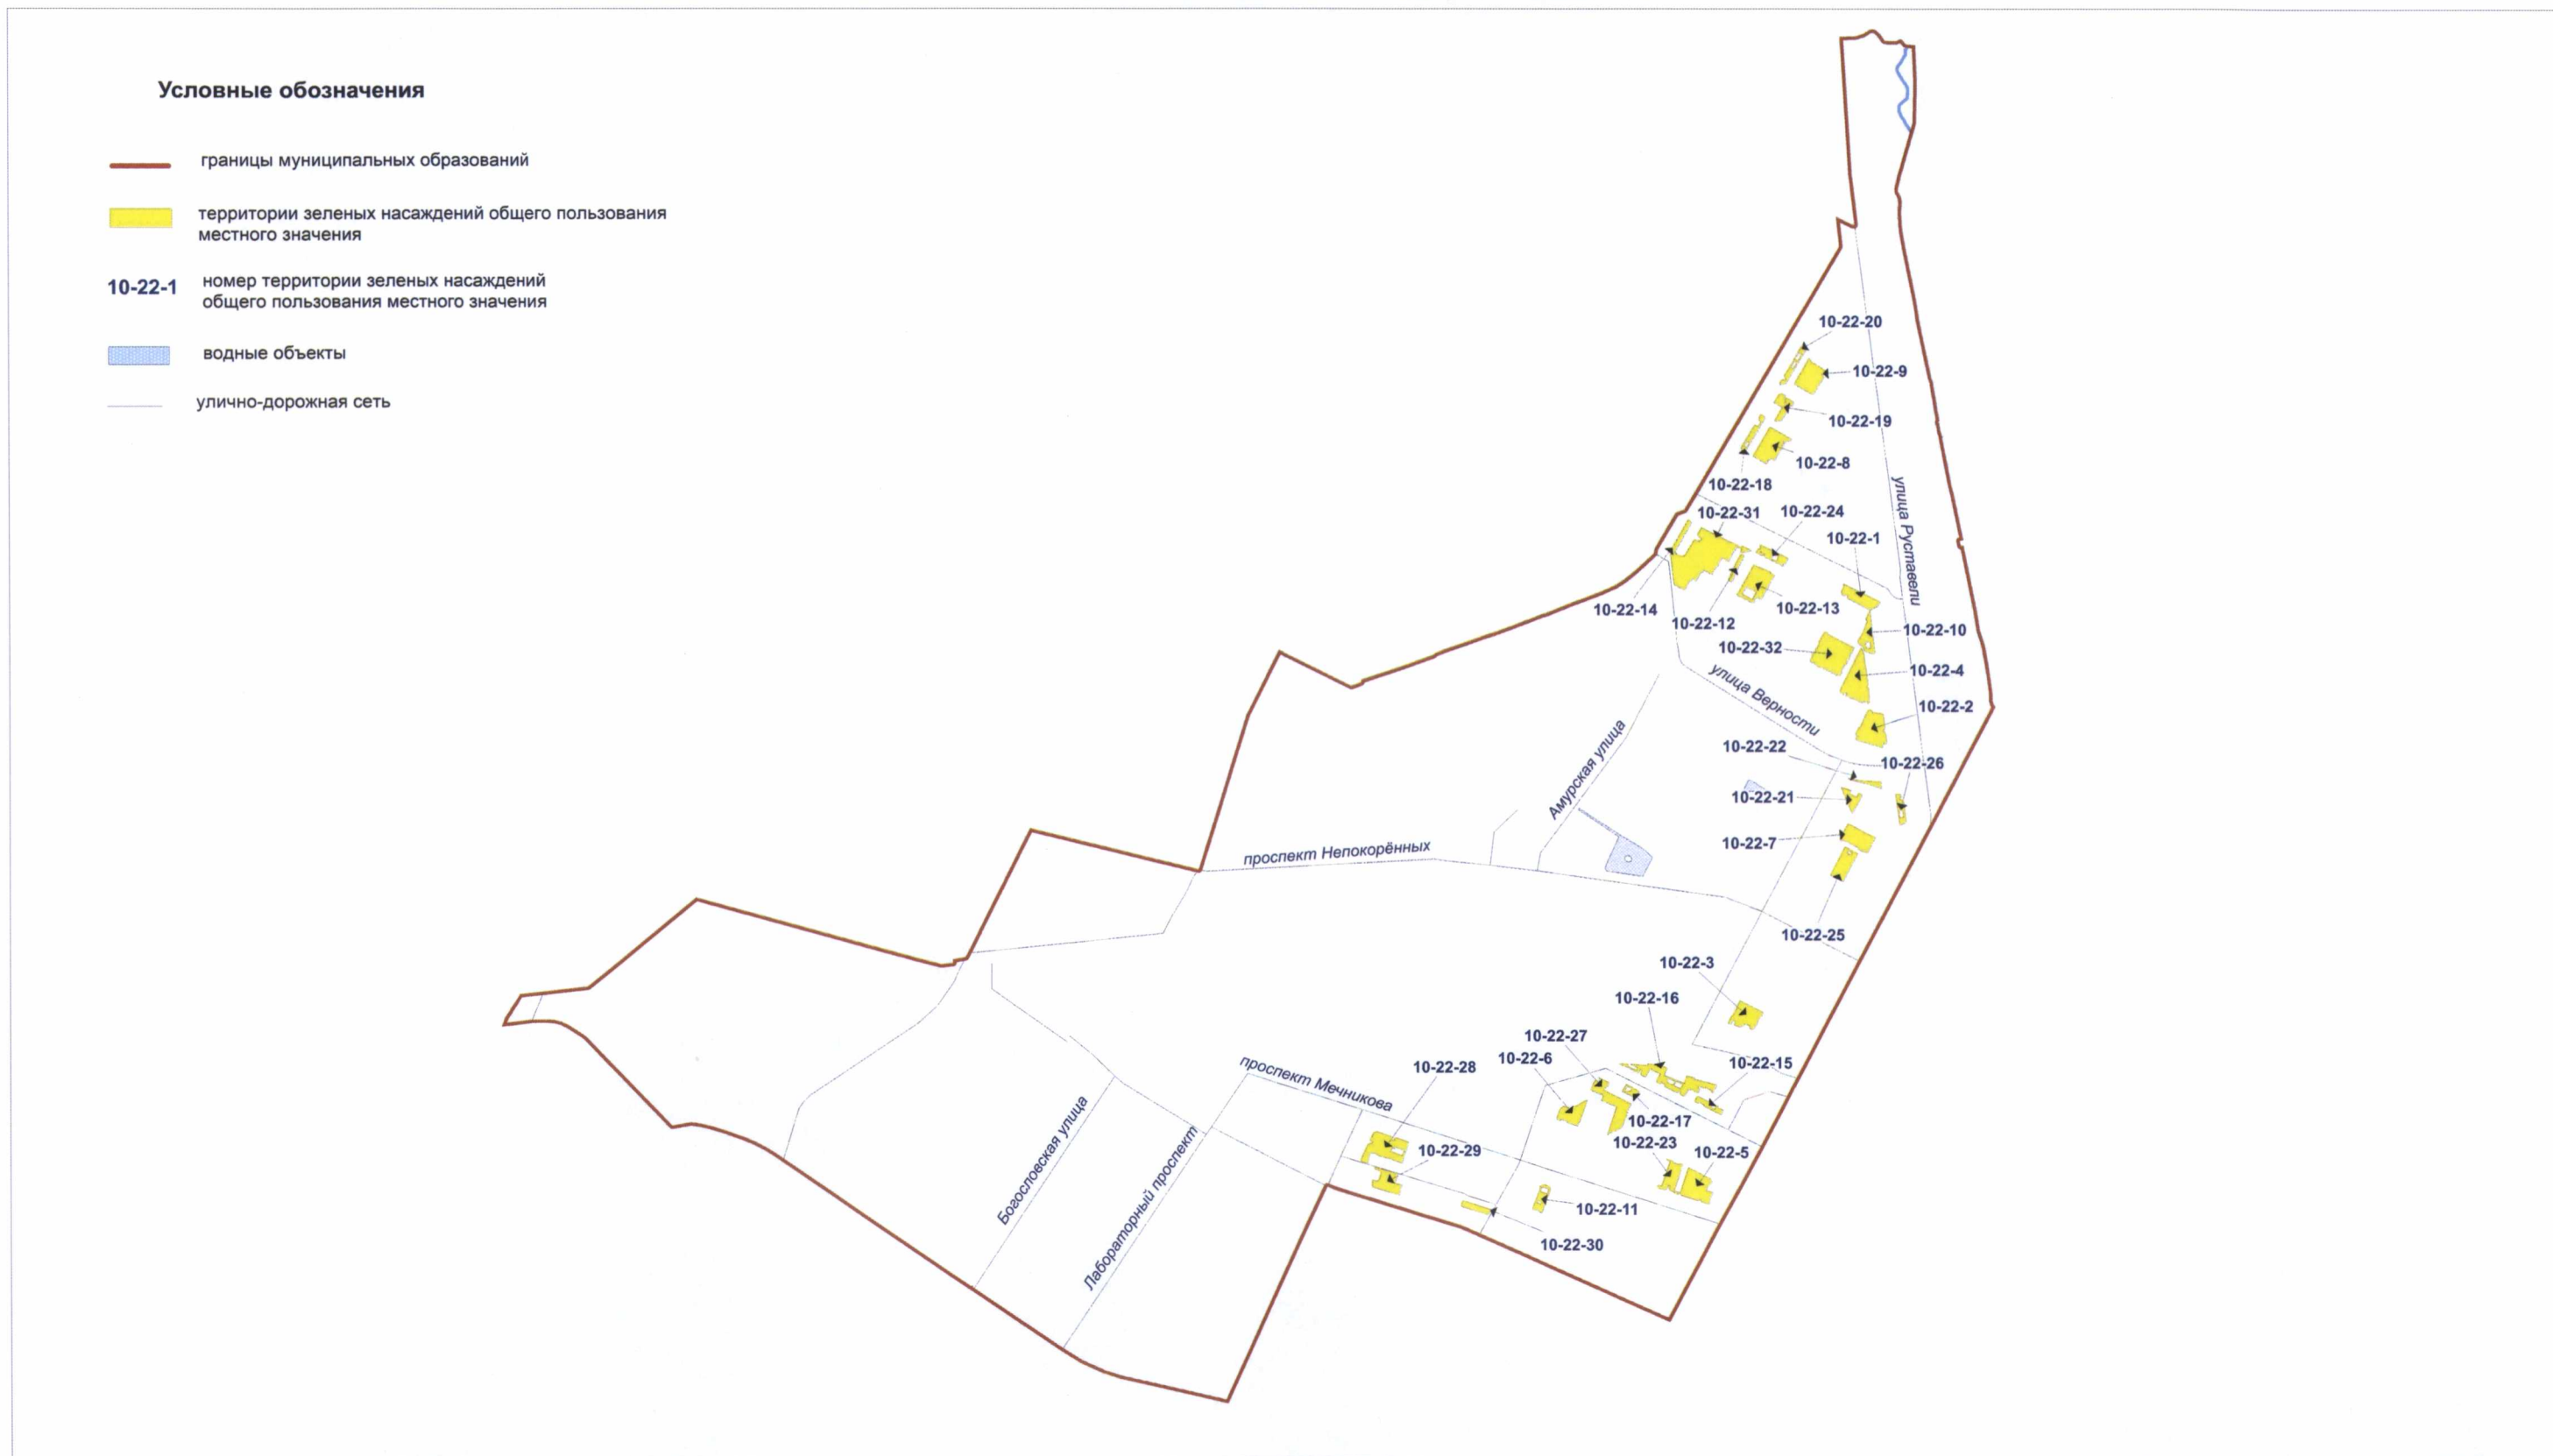 Условные обозначения
границы муниципальных образований
территории зеленых насаждений общего пользования
местного значения
10-22-1
номер территории зеленых насаждений
общего пользования местного значения
водные объекты
улично-дорожная сеть
10-22-20
10-22-9
10-22-19
10-22-8
10-22-18
10-22-31
10-22-24
10-22-1
улица Руставели
10-22-14
10-22-12
10-22-13
10-22-10
10-22-32
10-22-4
улица Верности
10-22-2
10-22-22
10-22-26
Амурская улица
10-22-21
10-22-7
проспект Непокорённых
10-22-25
10-22-3
10-22-16
10-22-27
10-22-6
10-22-15
10-22-28
проспект Мечникова
10-22-17
10-22-23
10-22-5
10-22-29
Богословская улица
Лабораторный проспект
10-22-11
10-22-30